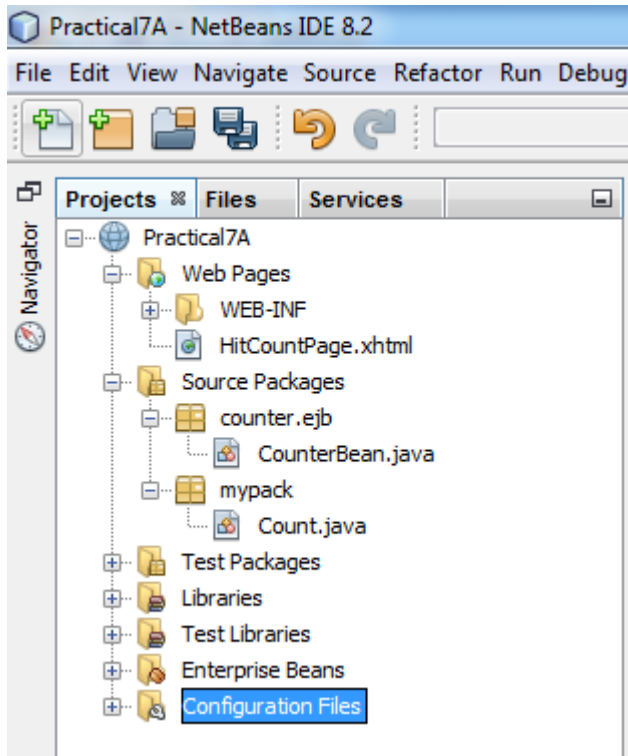 Practical7A - NetBeans IDE 8.2
File Edit View Navigate Source Refactor Run Debug
Projects Files Services
Navigator
Practical7A
Web Pages
WEB-INF
HitCountPage.xhtml
Source Packages
counter.ejb
CounterBean.java
mypack
Count.java
Test Packages
Libraries
Test Libraries
Enterprise Beans
Configuration Files